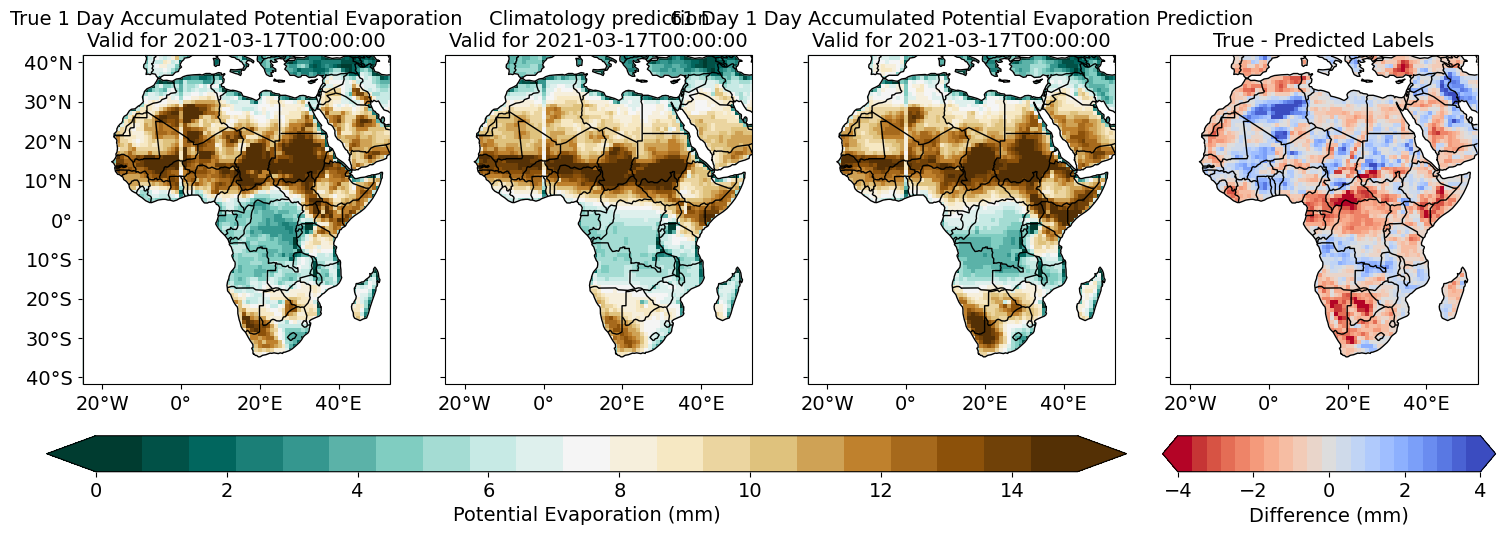 True 1 Day Accumulated Potential Evaporation
Valid for 2021-03-17T00:00:00
Climatology prediction
Valid for 2021-03-17T00:00:00
61 Day 1 Day Accumulated Potential Evaporation Prediction
Valid for 2021-03-17T00:00:00
True - Predicted Labels
40°N
30°N
20°N
10°N
0°
10°S
20°S
30°S
40°S
20°W 0° 20°E 40°E
20°W 0° 20°E 40°E
20°W 0° 20°E 40°E
20°W 0° 20°E 40°E
0 2 4 6 8 10 12 14
Potential Evaporation (mm)
−4 −2 0 2 4
Difference (mm)